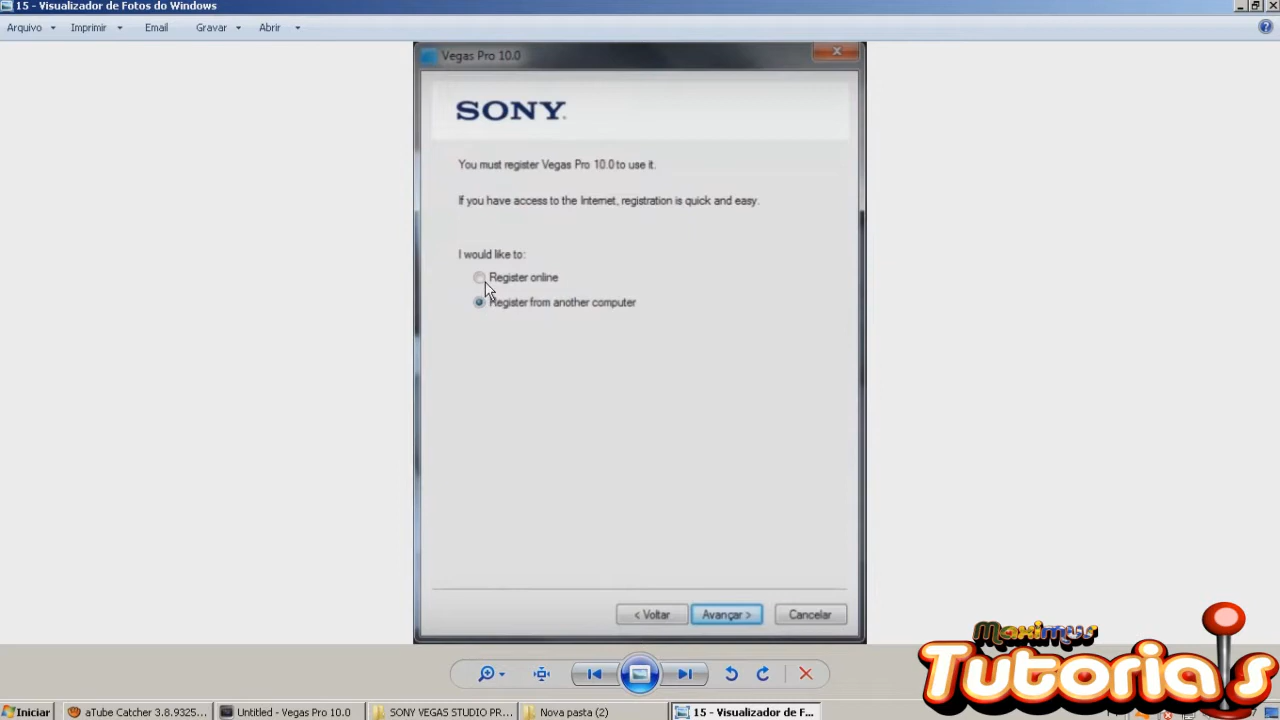 15 - Visualizador de Fotos do Windows
Arquivo Imprimir Email Gravar Abrir
Vegas Pro 10.0
SONY
You must register Vegas Pro 10.0 to use it.
If you have access to the Internet, registration is quick and easy.
I would like to:
Register online
Register from another computer
< Voltar Avançar > Cancelar
Maximus
Tutoria's
Iniciar aTube Catcher 3.8.9325... Untitled - Vegas Pro 10.0 SONY VEGAS STUDIO PR... Nova pasta (2) 15 - Visualizador de F...